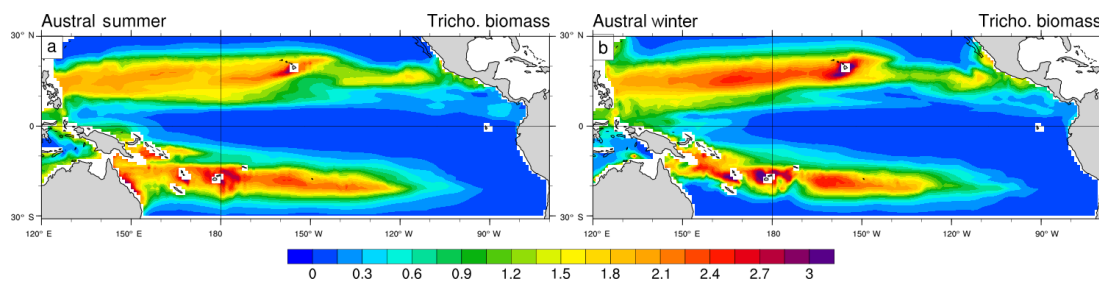 Austral summer Tricho. biomass Austral winter Tricho. biomass
30° N 30° N
a b
0 0
30° S 30° S
120° E 150° E 180 150° W 120° W 90° W 120° E 150° E 180 150° W 120° W 90° W
0 0.3 0.6 0.9 1.2 1.5 1.8 2.1 2.4 2.7 3